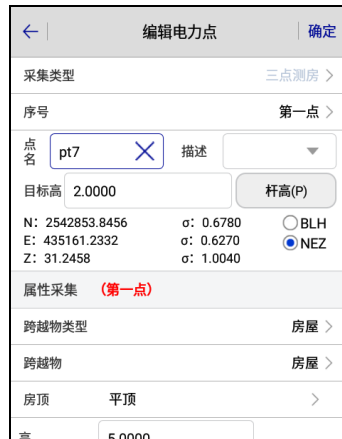 编辑电力点 确定
采集类型 三点测房
序号 第一点
点名 pt7 描述
目标高 2.0000 杆高(P)
N: 2542853.8456 σ: 0.6780 BLH
E: 435161.2332 σ: 0.6270 NEZ
Z: 31.2458 σ: 1.0040
属性采集 (第一点)
跨越物类型 房屋
跨越物 房屋
房顶 平顶
高 5.0000